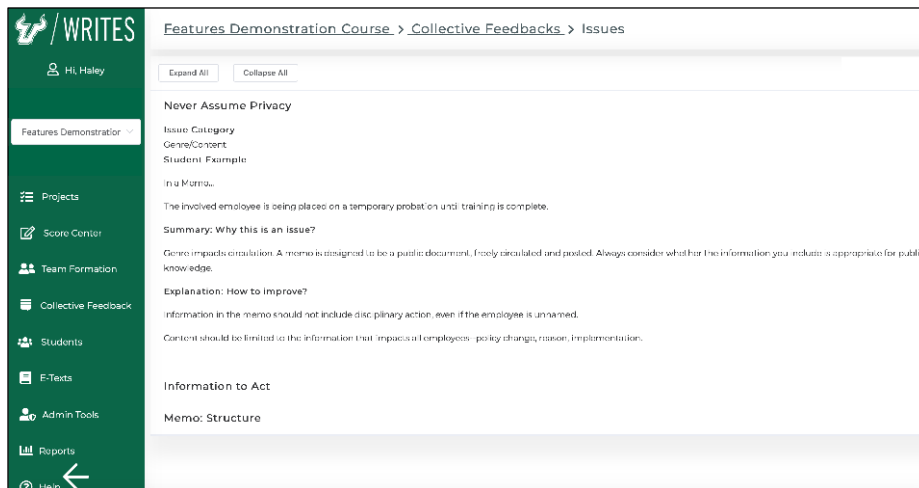 /WRITES
Features Demonstration Course > Collective Feedbacks > Issues
Hi, Haley
Expand All
Collapse All
Never Assume Privacy
Features Demonstration
Issue Category
Genre/Content
Student Example
In a Memo...
Projects
The involved employee is being placed on a temporary probation until training is complete.
Score Center
Summary: Why this is an issue?
Genre impacts circulation. A memo is designed to be a public document, freely circulated and posted. Always consider whether the information you include is appropriate for publi
knowledge.
Team Formation
Explanation: How to improve?
Collective Feedback
Information in the memo should not include disciplinary action, even if the employee is unnamed.
Students
Content should be limited to the information that impacts all employees--policy change, reason, implementation.
E-Texts
Information to Act
Admin Tools
Memo: Structure
Reports
Help